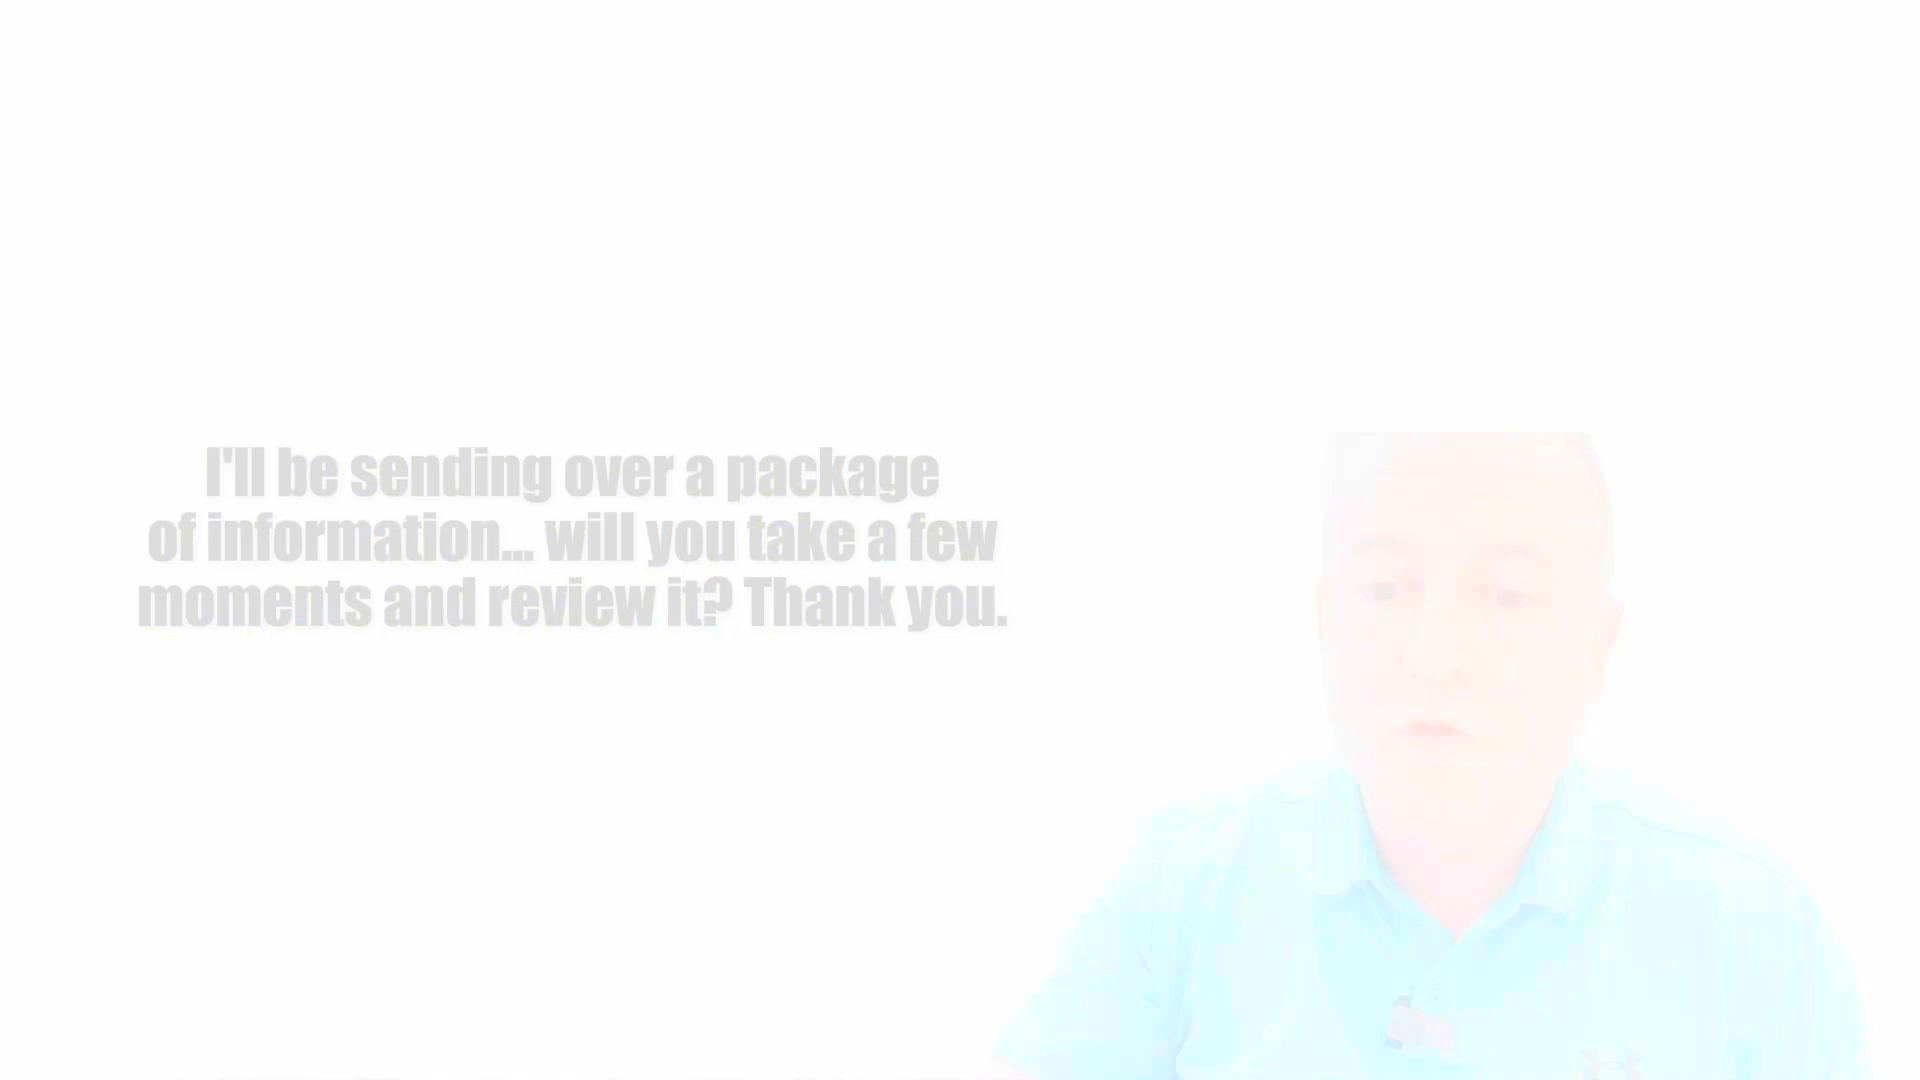 I'll be sending over a package
of information... will you take a few
moments and review it? Thank you.